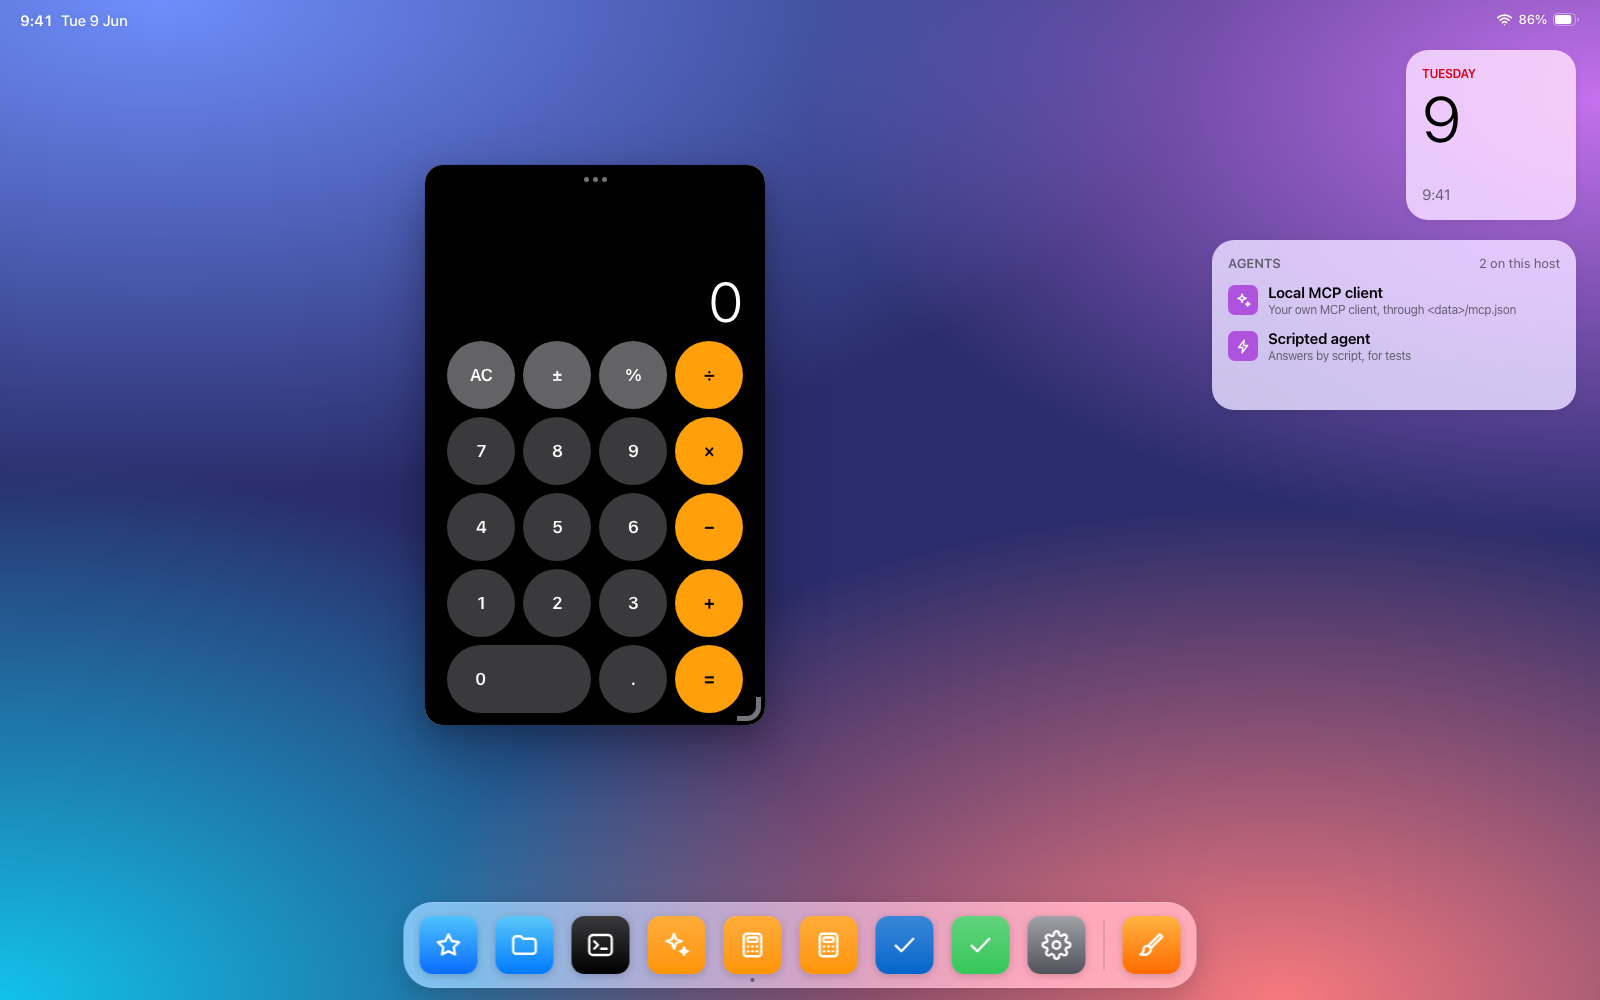 9:41 Tue 9 Jun
86%
TUESDAY
9
9:41
AGENTS 2 on this host
Local MCP client
Your own MCP client, through <data>/mcp.json
Scripted agent
Answers by script, for tests
0
AC ± % ÷
7 8 9 ×
4 5 6 −
1 2 3 +
0 . =